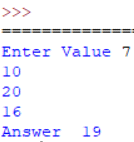 >>>
==============
Enter Value 7
10
20
16
Answer  19